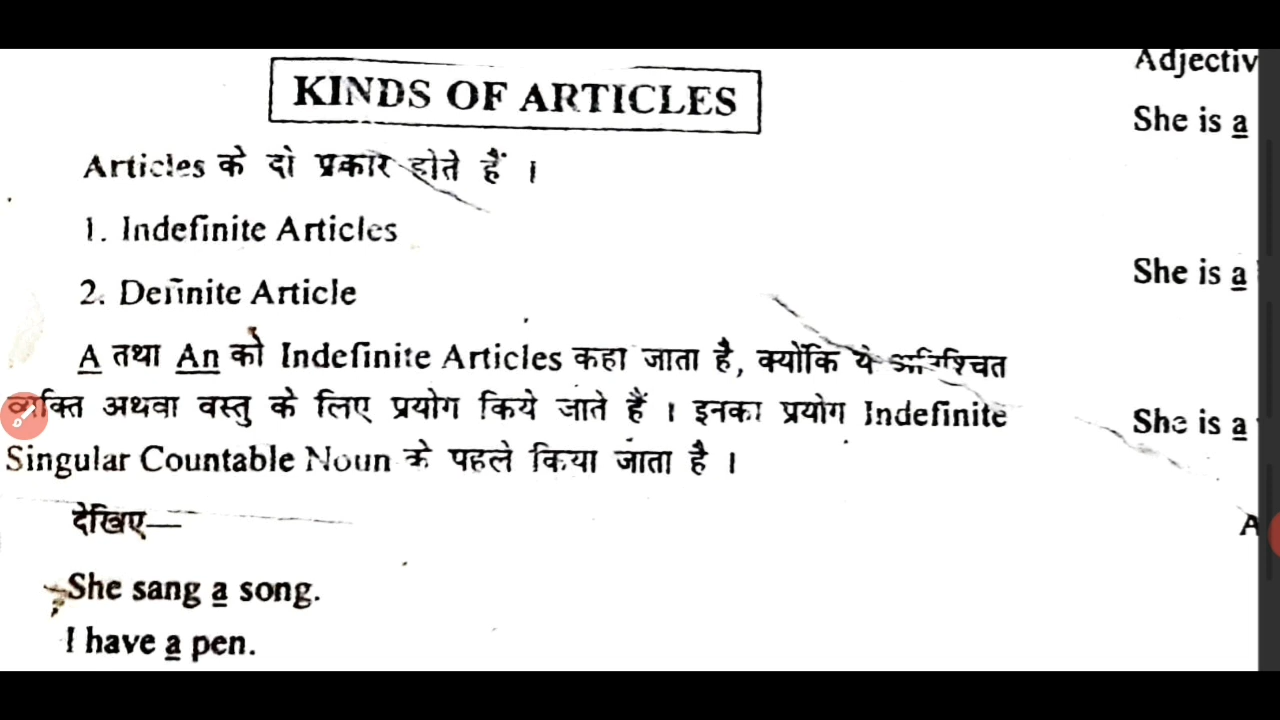 KINDS OF ARTICLES
Articles के दो प्रकार होते हैं ।
1. Indefinite Articles
2. Definite Article
A तथा An को Indefinite Articles कहा जाता है, क्योंकि ये अनिश्चित
व्यक्ति अथवा वस्तु के लिए प्रयोग किये जाते हैं । इनका प्रयोग Indefinite
Singular Countable Noun के पहले किया जाता है ।
देखिए—
She sang a song.
I have a pen.
Adjectiv
She is a
She is a
She is a
A